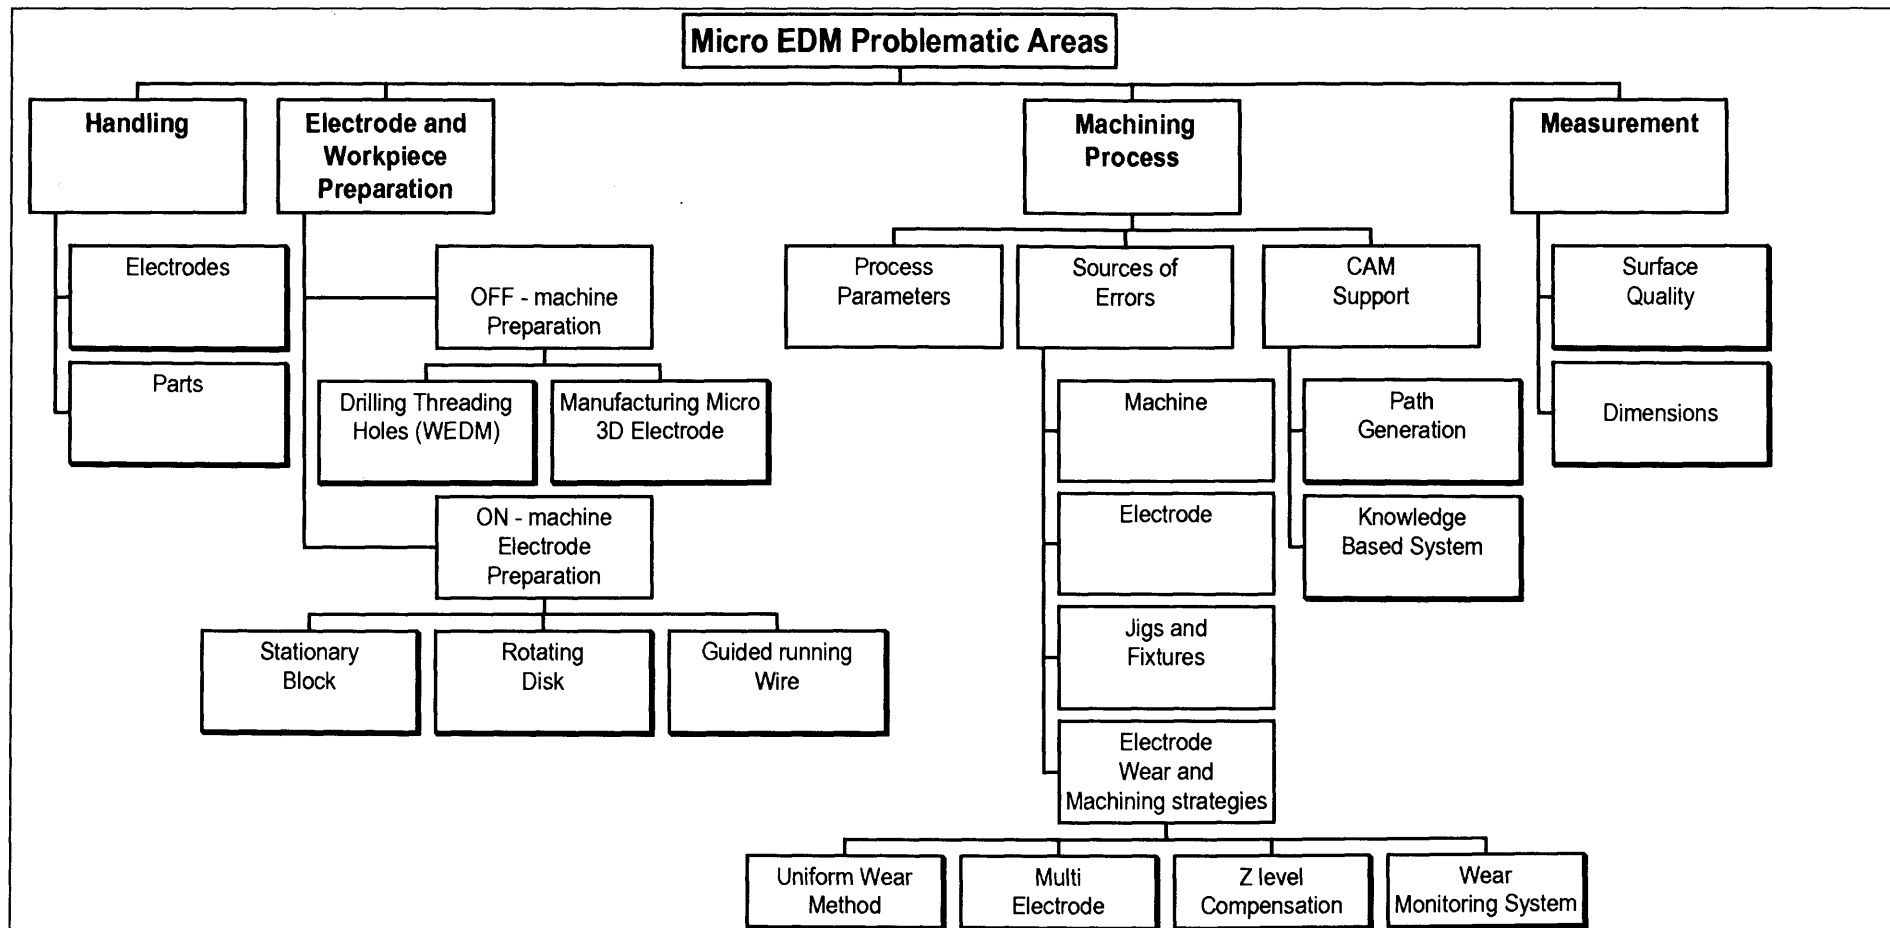 Micro EDM Problematic Areas
Handling
Electrode and
Workpiece
Preparation
Machining
Process
Measurement
Electrodes
Parts
OFF - machine
Preparation
Drilling Threading
Holes (WEDM)
Manufacturing Micro
3D Electrode
ON - machine
Electrode
Preparation
Stationary
Block
Rotating
Disk
Guided running
Wire
Process
Parameters
Sources of
Errors
CAM
Support
Machine
Electrode
Jigs and
Fixtures
Electrode
Wear and
Machining strategies
Uniform Wear
Method
Multi
Electrode
Z level
Compensation
Wear
Monitoring System
Path
Generation
Knowledge
Based System
Surface
Quality
Dimensions